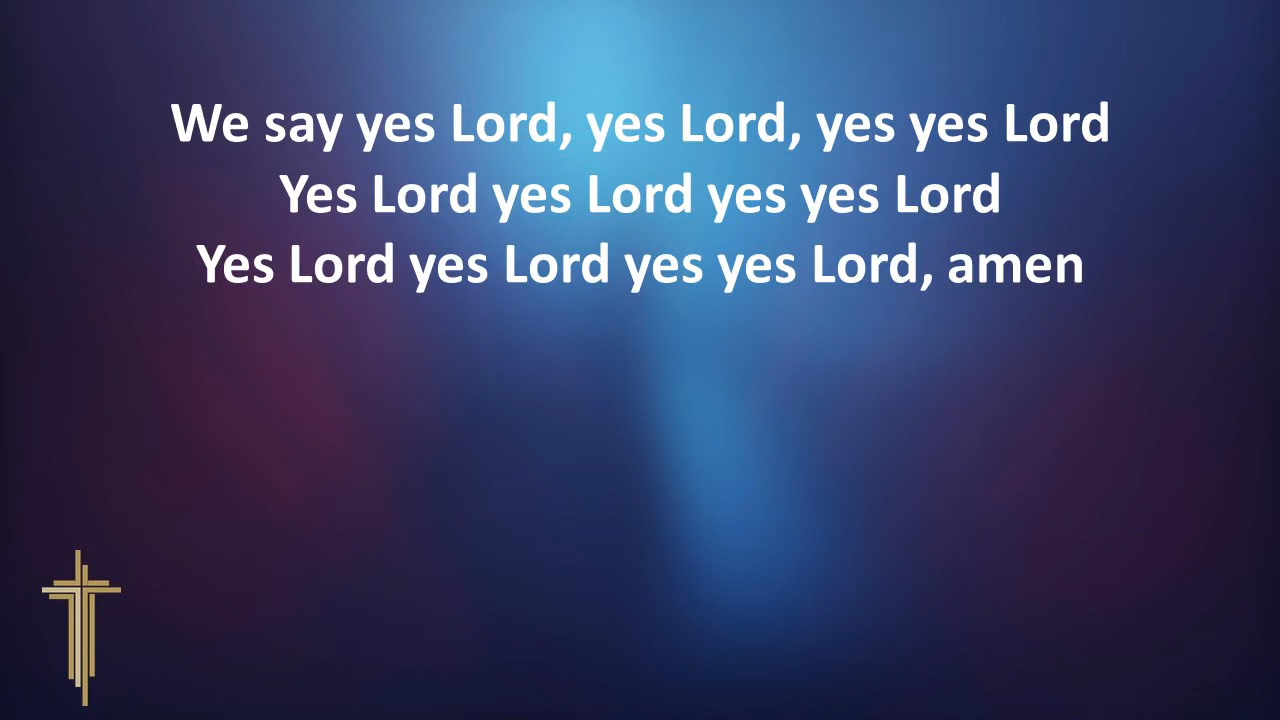 We say yes Lord, yes Lord, yes yes Lord
Yes Lord yes Lord yes yes Lord
Yes Lord yes Lord yes yes Lord, amen